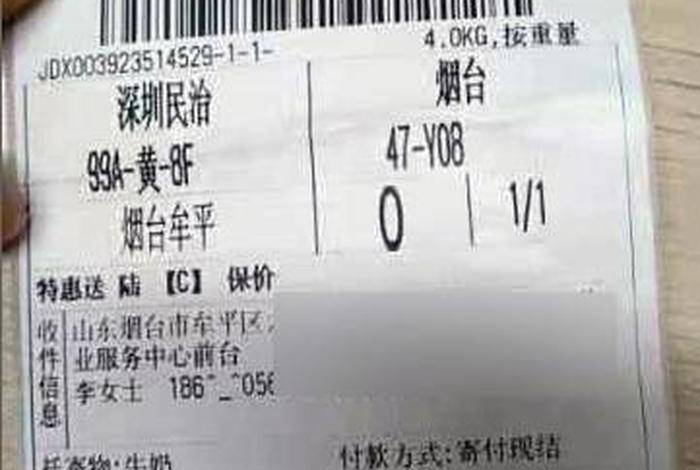 JDX003923514529-1-1-
4.0KG,按重量
深圳民治
烟台
99A-黄-8F
47-Y08
烟台牟平
0
1/1
特惠送 陆 【C】 保价
收件信息
山东烟台市牟平区
业服务中心前台
李女士 186
托寄物:牛奶
付款方式:寄付现结